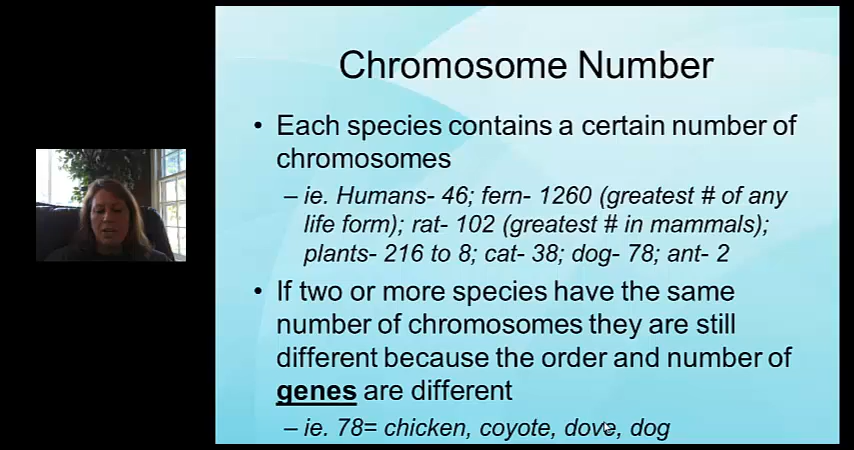 Chromosome Number
• Each species contains a certain number of
chromosomes
– ie. Humans- 46; fern- 1260 (greatest # of any
life form); rat- 102 (greatest # in mammals);
plants- 216 to 8; cat- 38; dog- 78; ant- 2
• If two or more species have the same
number of chromosomes they are still
different because the order and number of
genes are different
– ie. 78= chicken, coyote, dove, dog